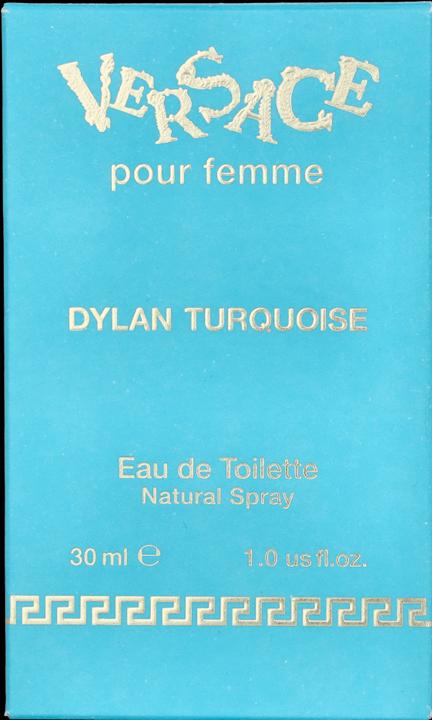 VERSACE
pour femme
DYLAN TURQUOISE
Eau de Toilette
Natural Spray
30 ml ℮ 1.0 us fl.oz.